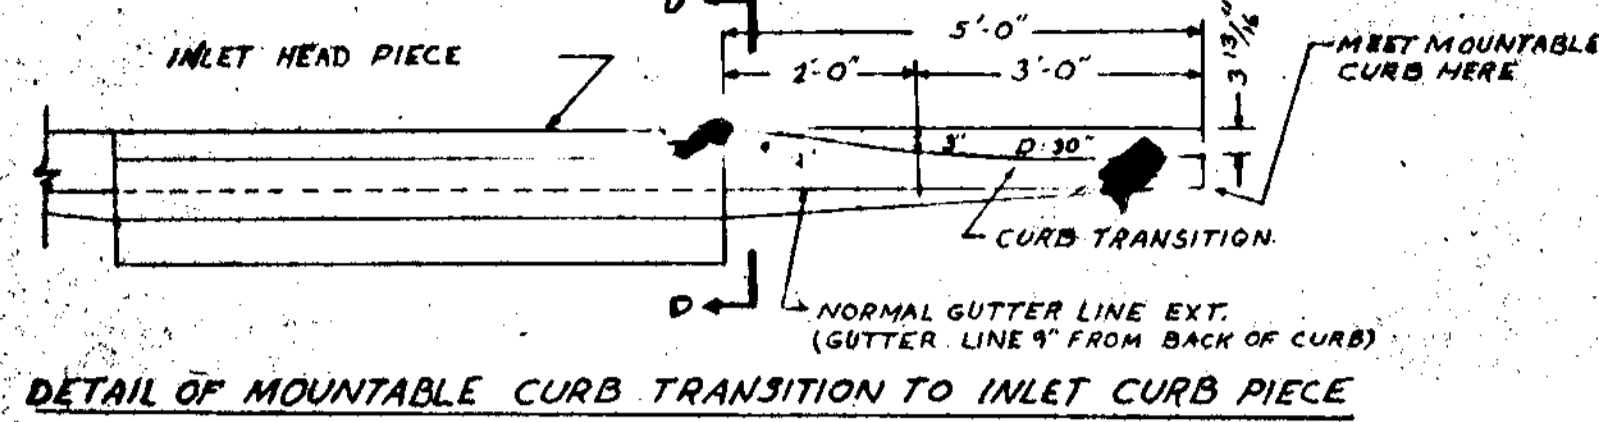 D
5'-0"
3 13/16"
INLET HEAD PIECE
MEET MOUNTABLE
CURB HERE
2'-0"
3'-0"
3"
D:30"
CURB TRANSITION.
D
NORMAL GUTTER LINE EXT.
(GUTTER LINE 9" FROM BACK OF CURB)
DETAIL OF MOUNTABLE CURB TRANSITION TO INLET CURB PIECE